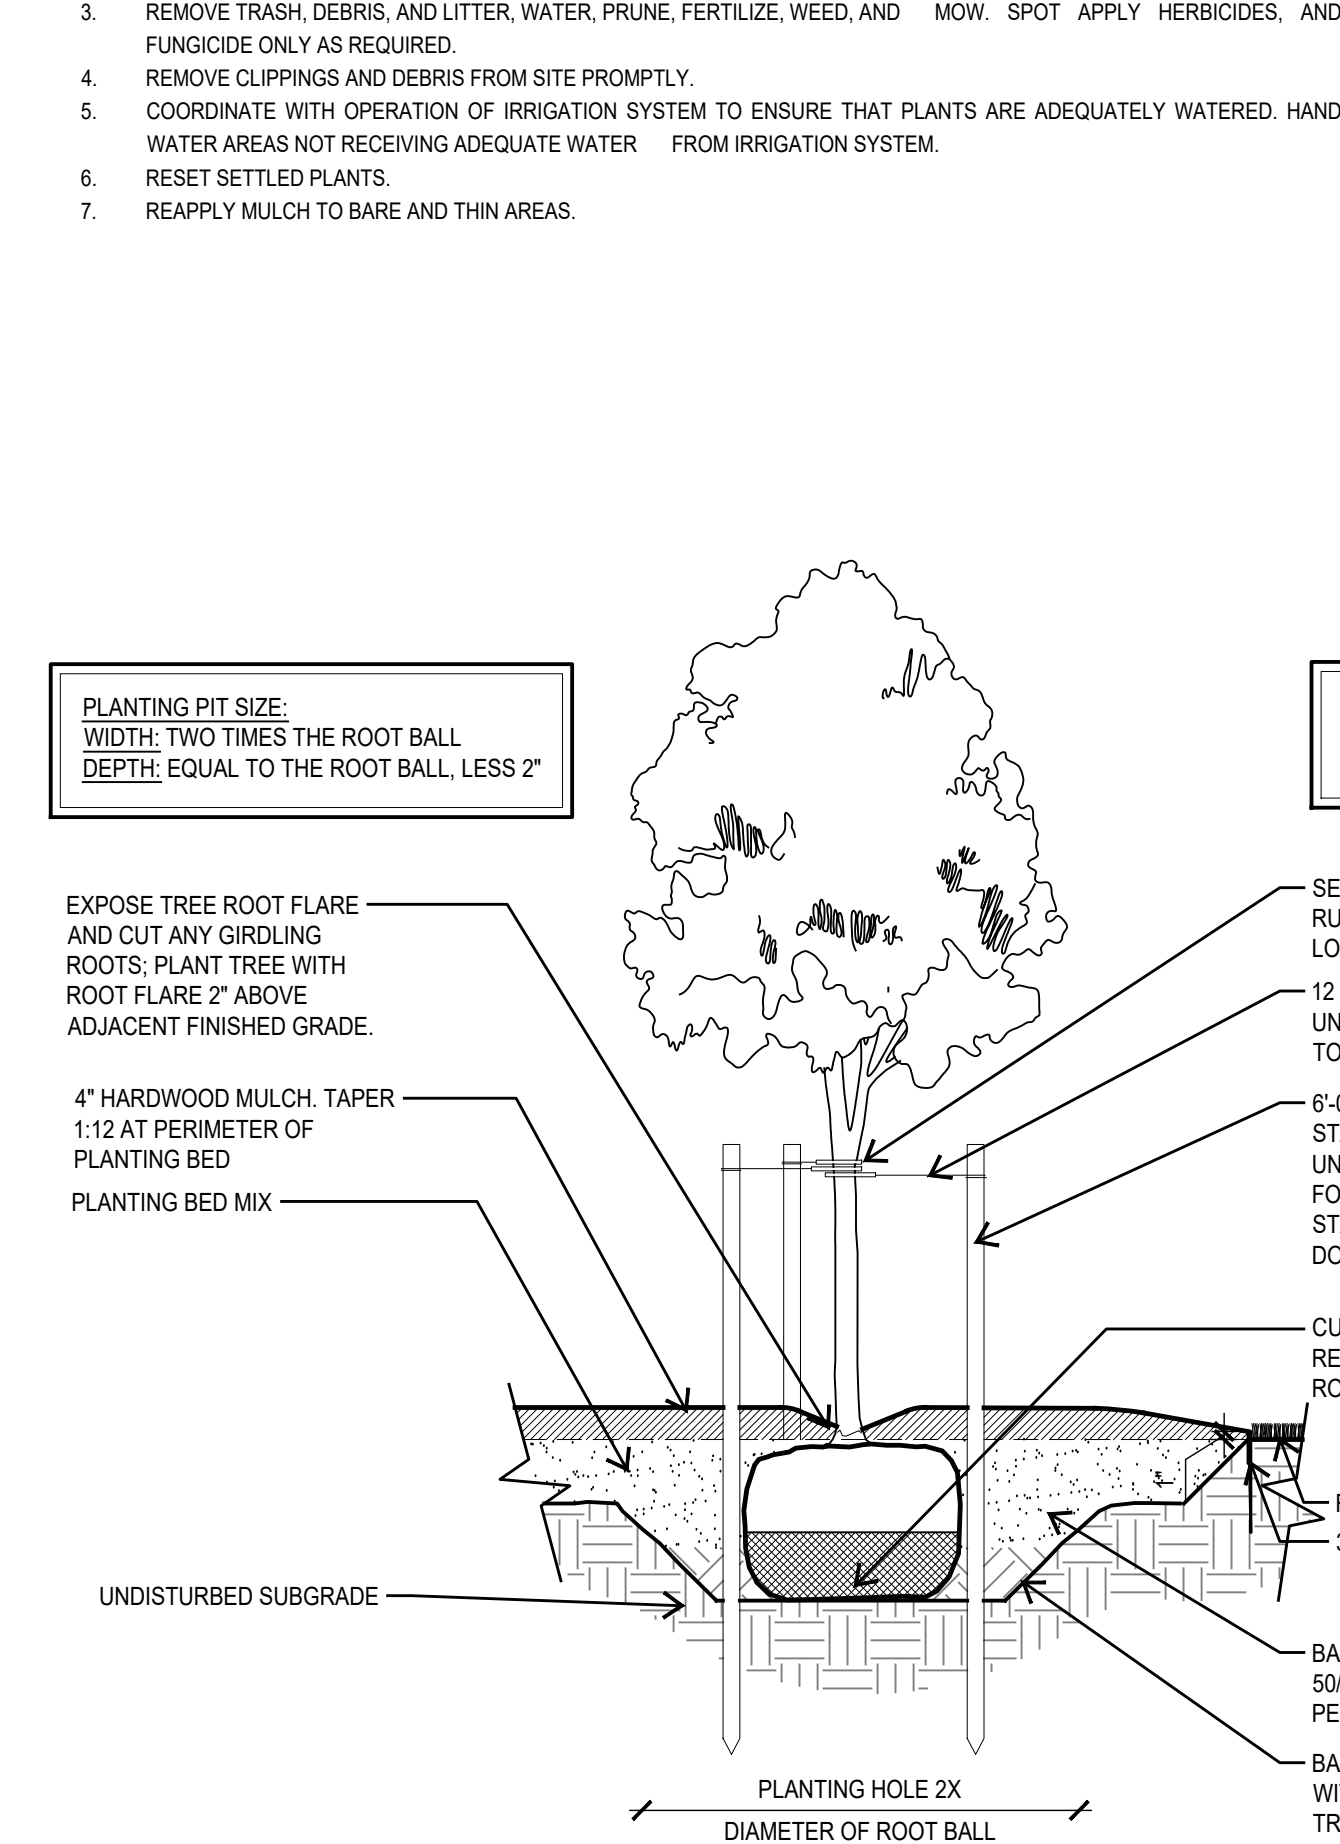 3. REMOVE TRASH, DEBRIS, AND LITTER, WATER, PRUNE, FERTILIZE, WEED, AND MOW. SPOT APPLY HERBICIDES, AND
FUNGICIDE ONLY AS REQUIRED.
4. REMOVE CLIPPINGS AND DEBRIS FROM SITE PROMPTLY.
5. COORDINATE WITH OPERATION OF IRRIGATION SYSTEM TO ENSURE THAT PLANTS ARE ADEQUATELY WATERED. HAND
WATER AREAS NOT RECEIVING ADEQUATE WATER FROM IRRIGATION SYSTEM.
6. RESET SETTLED PLANTS.
7. REAPPLY MULCH TO BARE AND THIN AREAS.
PLANTING PIT SIZE:
WIDTH: TWO TIMES THE ROOT BALL
DEPTH: EQUAL TO THE ROOT BALL, LESS 2"
EXPOSE TREE ROOT FLARE
AND CUT ANY GIRDLING
ROOTS; PLANT TREE WITH
ROOT FLARE 2" ABOVE
ADJACENT FINISHED GRADE.
4" HARDWOOD MULCH. TAPER
1:12 AT PERIMETER OF
PLANTING BED
PLANTING BED MIX
UNDISTURBED SUBGRADE
12
50/
PLANTING HOLE 2X
DIAMETER OF ROOT BALL